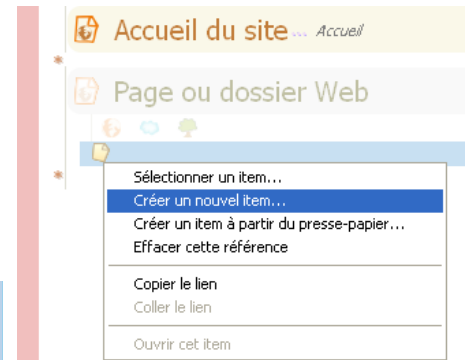 Accueil du site... Accueil
Page ou dossier Web
Sélectionner un item...
Créer un nouvel item...
Créer un item à partir du presse-papier...
Effacer cette référence
Copier le lien
Coller le lien
Ouvrir cet item